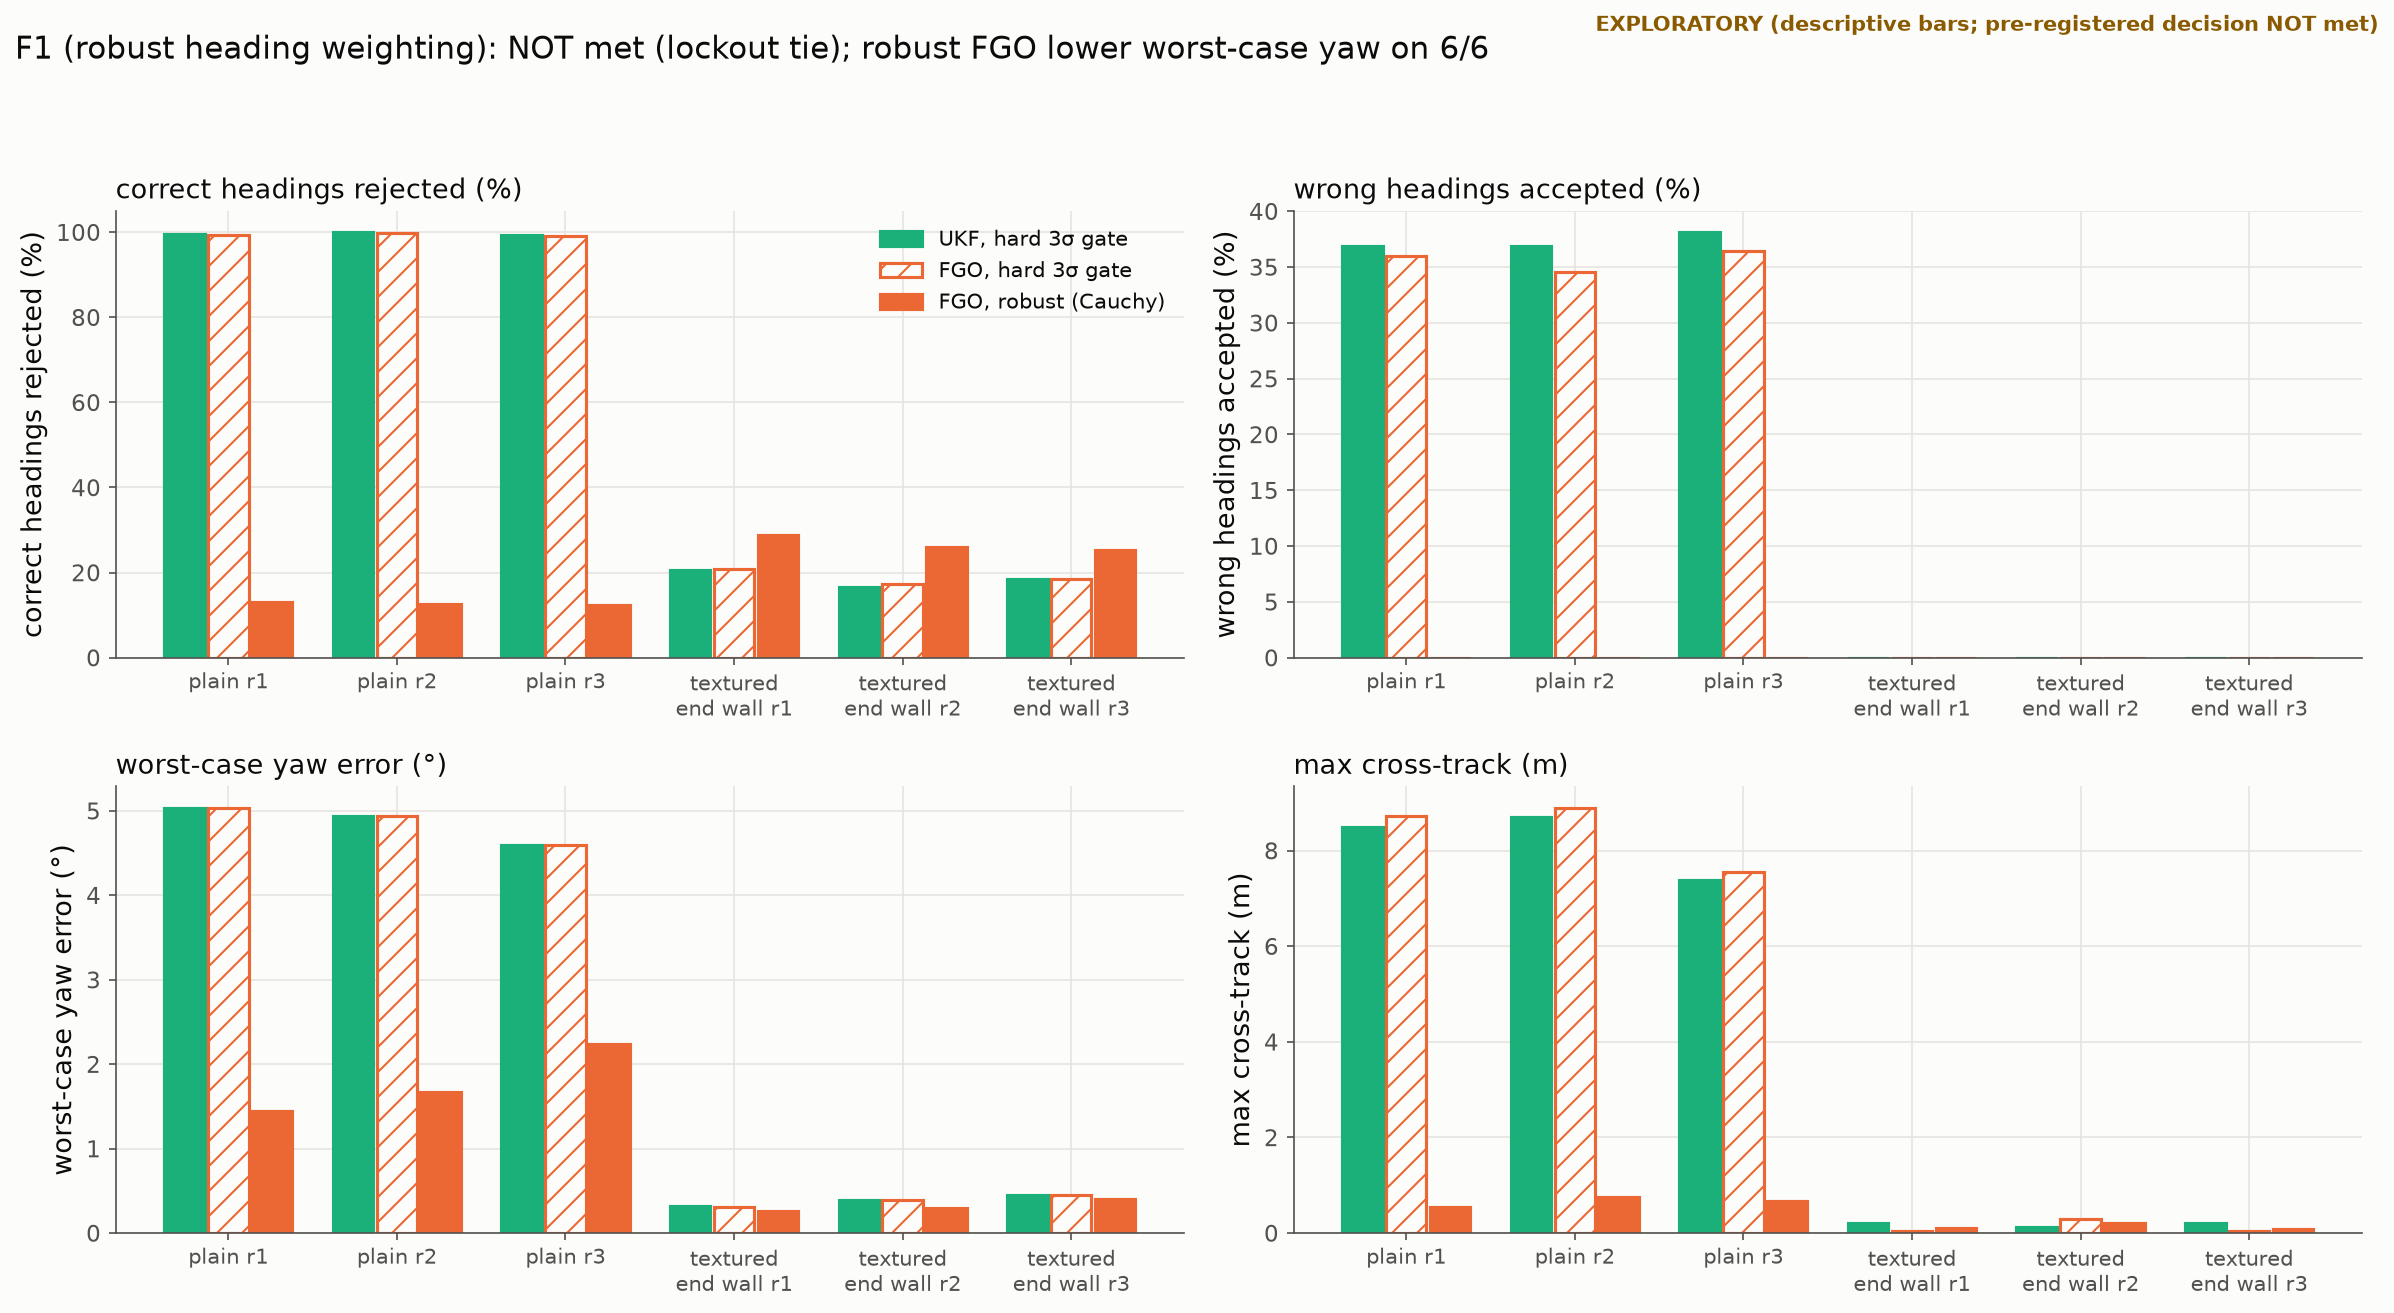 EXPLORATORY (descriptive bars; pre-registered decision NOT met)
F1 (robust heading weighting): NOT met (lockout tie); robust FGO lower worst-case yaw on 6/6
correct headings rejected (%)
correct headings rejected (%)
100
80
60
40
20
0
UKF, hard 3σ gate
FGO, hard 3σ gate
FGO, robust (Cauchy)
plain r1
plain r2
plain r3
textured
end wall r1
textured
end wall r2
textured
end wall r3
wrong headings accepted (%)
wrong headings accepted (%)
40
35
30
25
20
15
10
5
0
plain r1
plain r2
plain r3
textured
end wall r1
textured
end wall r2
textured
end wall r3
worst-case yaw error (°)
worst-case yaw error (°)
5
4
3
2
1
0
plain r1
plain r2
plain r3
textured
end wall r1
textured
end wall r2
textured
end wall r3
max cross-track (m)
max cross-track (m)
8
6
4
2
0
plain r1
plain r2
plain r3
textured
end wall r1
textured
end wall r2
textured
end wall r3